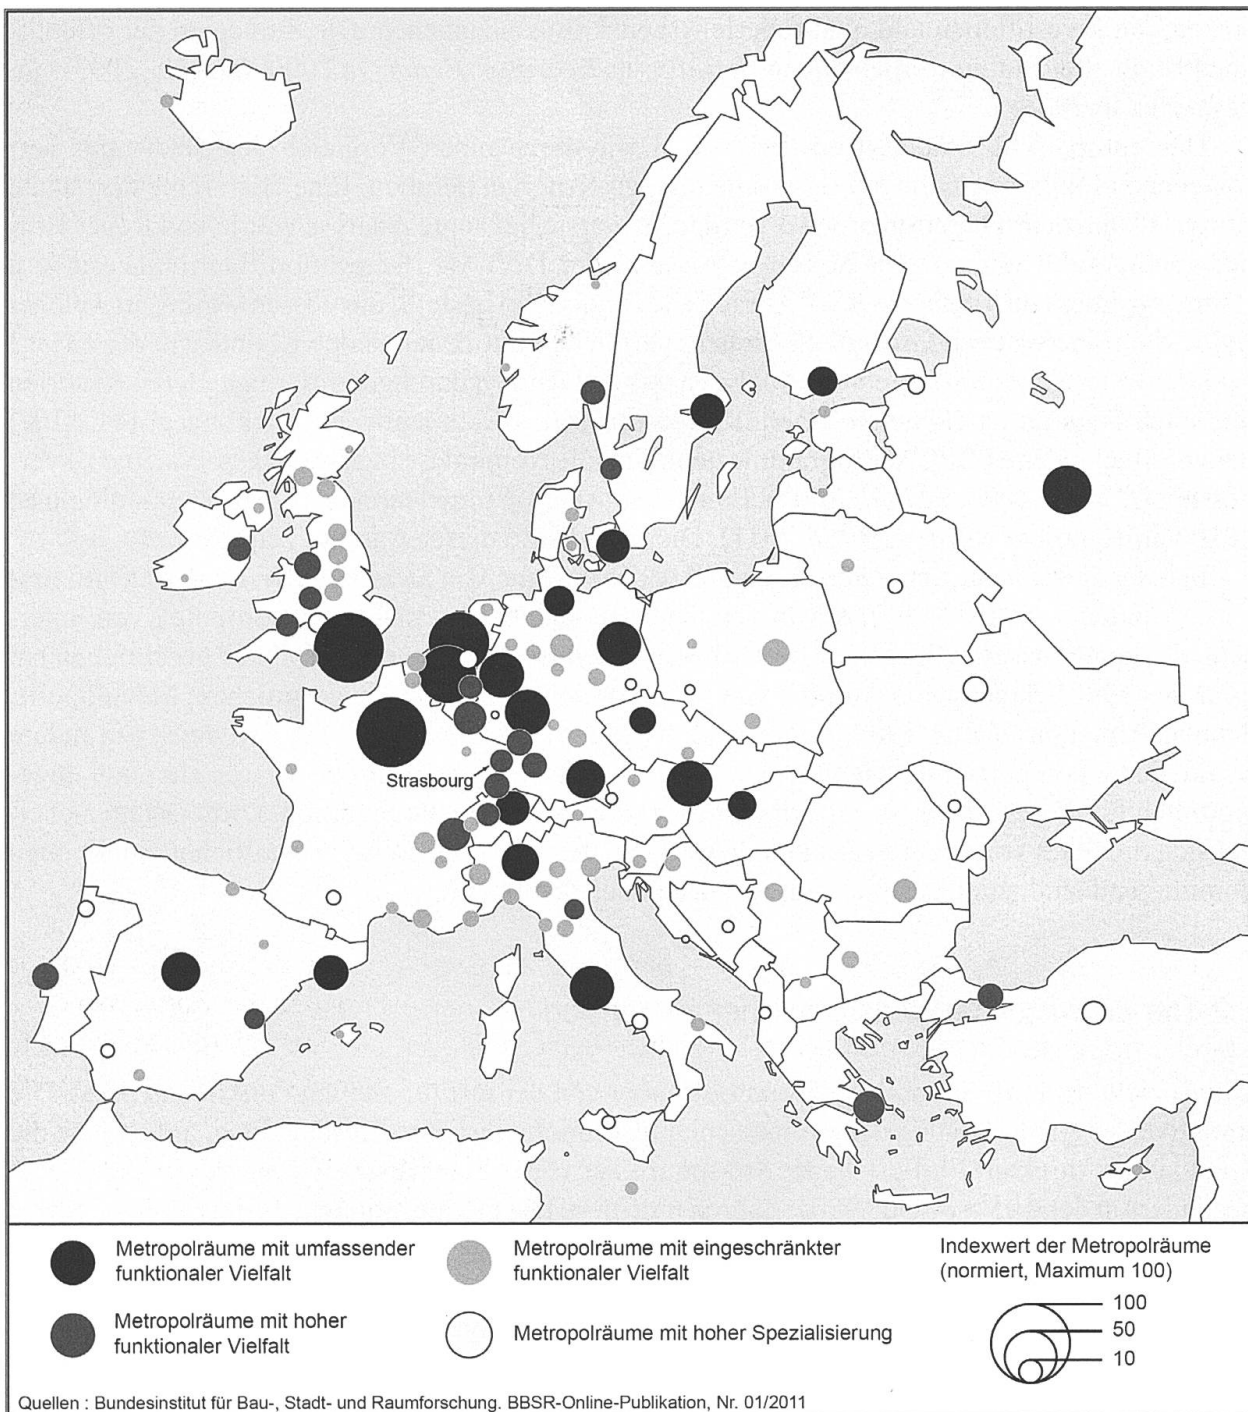 Strasbourg
Metropolräume mit umfassender
funktionaler Vielfalt
Metropolräume mit hoher
funktionaler Vielfalt
Metropolräume mit eingeschränkter
funktionaler Vielfalt
Metropolräume mit hoher Spezialisierung
Indexwert der Metropolräume
(normiert, Maximum 100)
100
50
10
Quellen : Bundesinstitut für Bau-, Stadt- und Raumforschung. BBSR-Online-Publikation, Nr. 01/2011